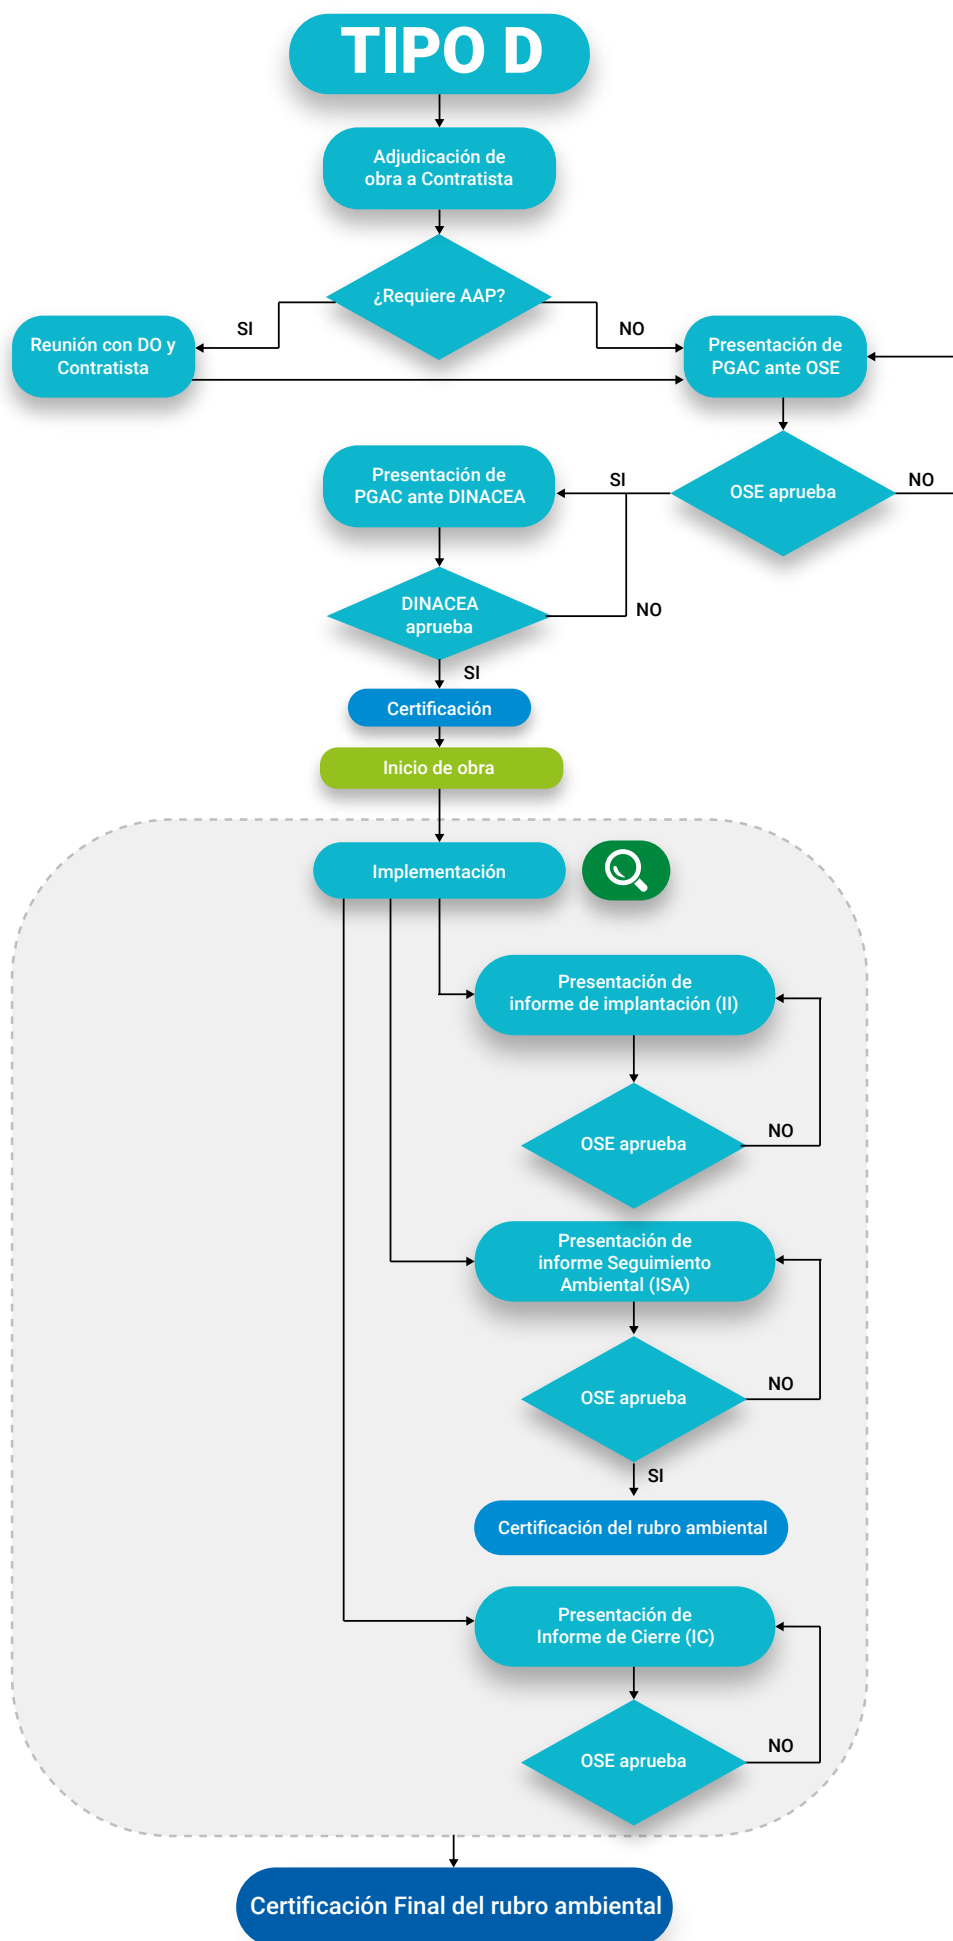 TIPO D
Adjudicación de
obra a Contratista
¿Requiere AAP?
SI
NO
Reunión con DO y
Contratista
Presentación de
PGAC ante OSE
Presentación de
PGAC ante DINACEA
SI
OSE aprueba
NO
DINACEA
aprueba
NO
SI
Certificación
Inicio de obra
Implementación
Presentación de
informe de implantación (II)
OSE aprueba
NO
Presentación de
informe Seguimiento
Ambiental (ISA)
OSE aprueba
NO
SI
Certificación del rubro ambiental
Presentación de
Informe de Cierre (IC)
OSE aprueba
NO
Certificación Final del rubro ambiental